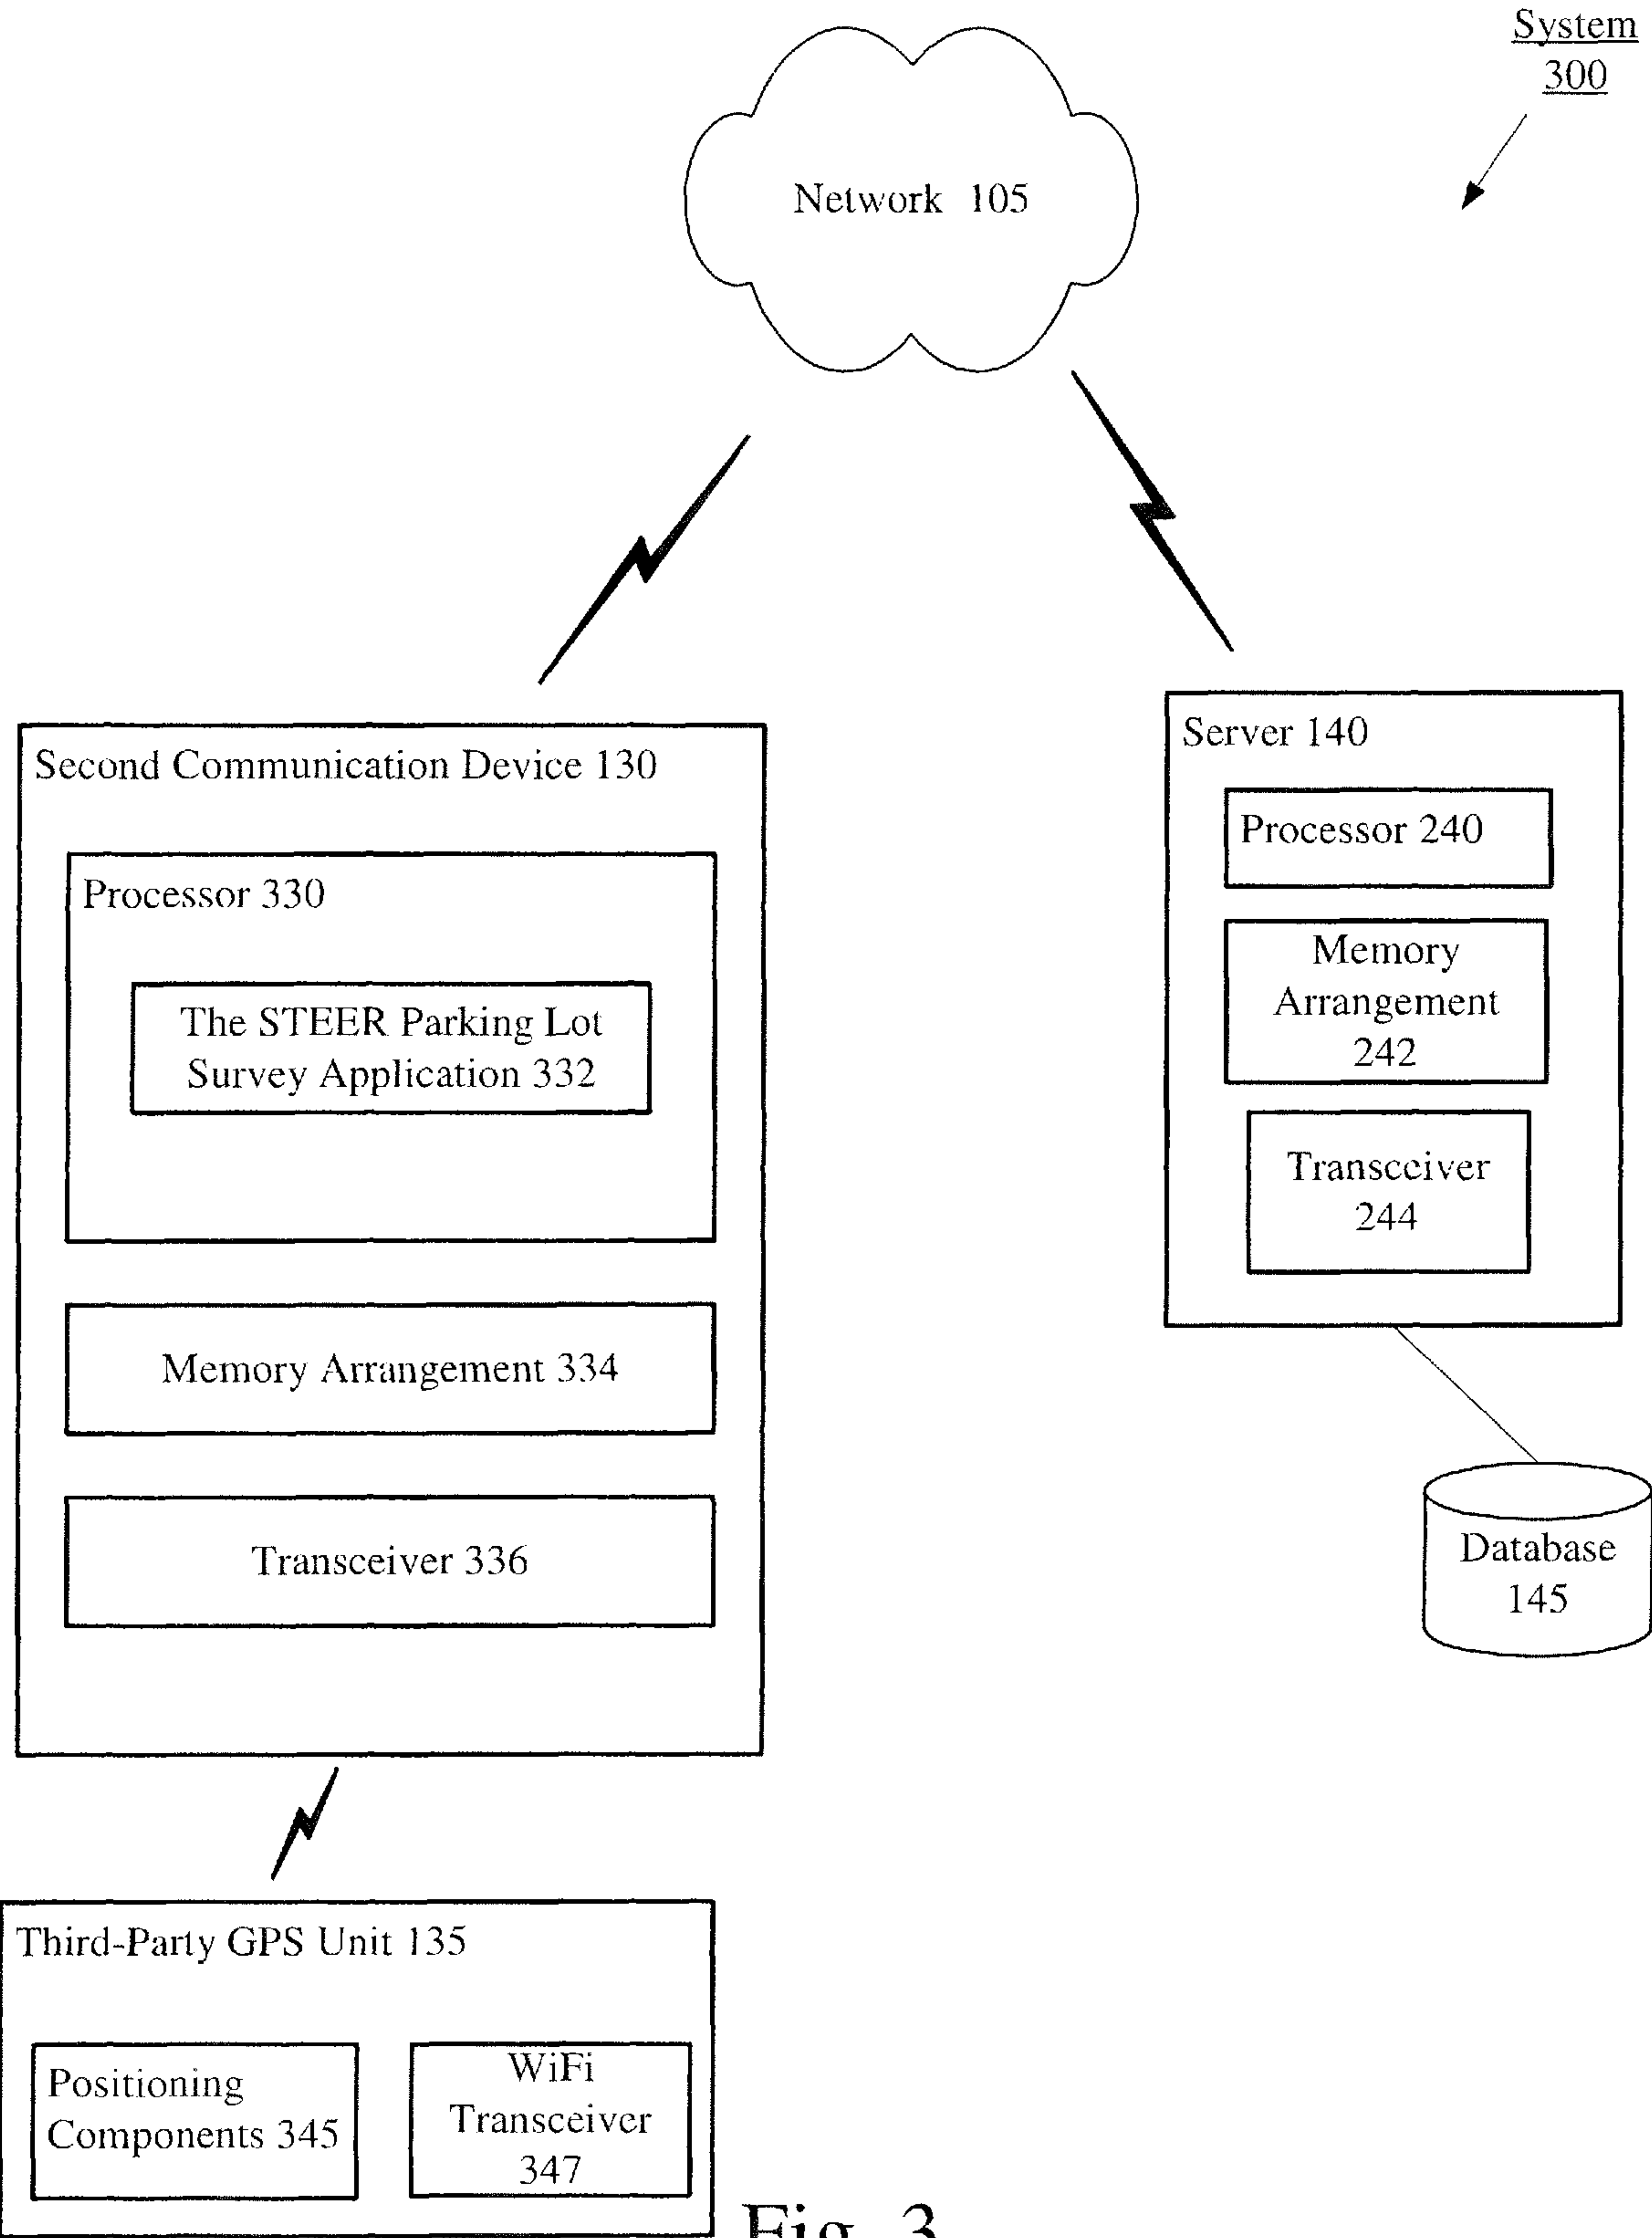 System
300
Network 105
Second Communication Device 130
Processor 330
The STEER Parking Lot
Survey Application 332
Memory Arrangement 334
Transceiver 336
Server 140
Processor 240
Memory
Arrangement
242
Transceiver
244
Database
145
Third-Party GPS Unit 135
Positioning
Components 345
WiFi
Transceiver
347
Fig. 3